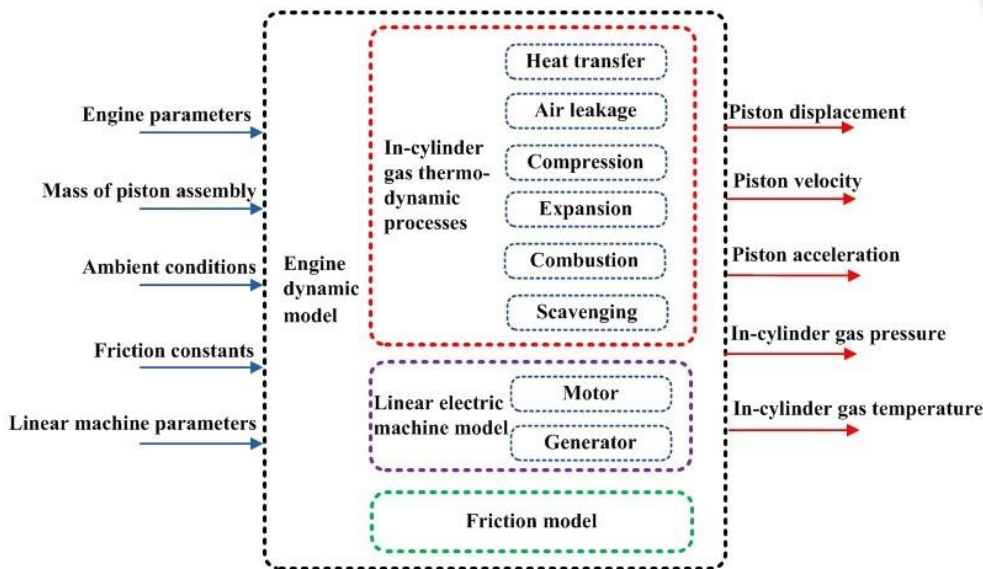 Engine parameters
Mass of piston assembly
Ambient conditions
Friction constants
Linear machine parameters
Engine
dynamic
model
In-cylinder
gas thermo-
dynamic
processes
Heat transfer
Air leakage
Compression
Expansion
Combustion
Scavenging
Linear electric
machine model
Motor
Generator
Friction model
Piston displacement
Piston velocity
Piston acceleration
In-cylinder gas pressure
In-cylinder gas temperature